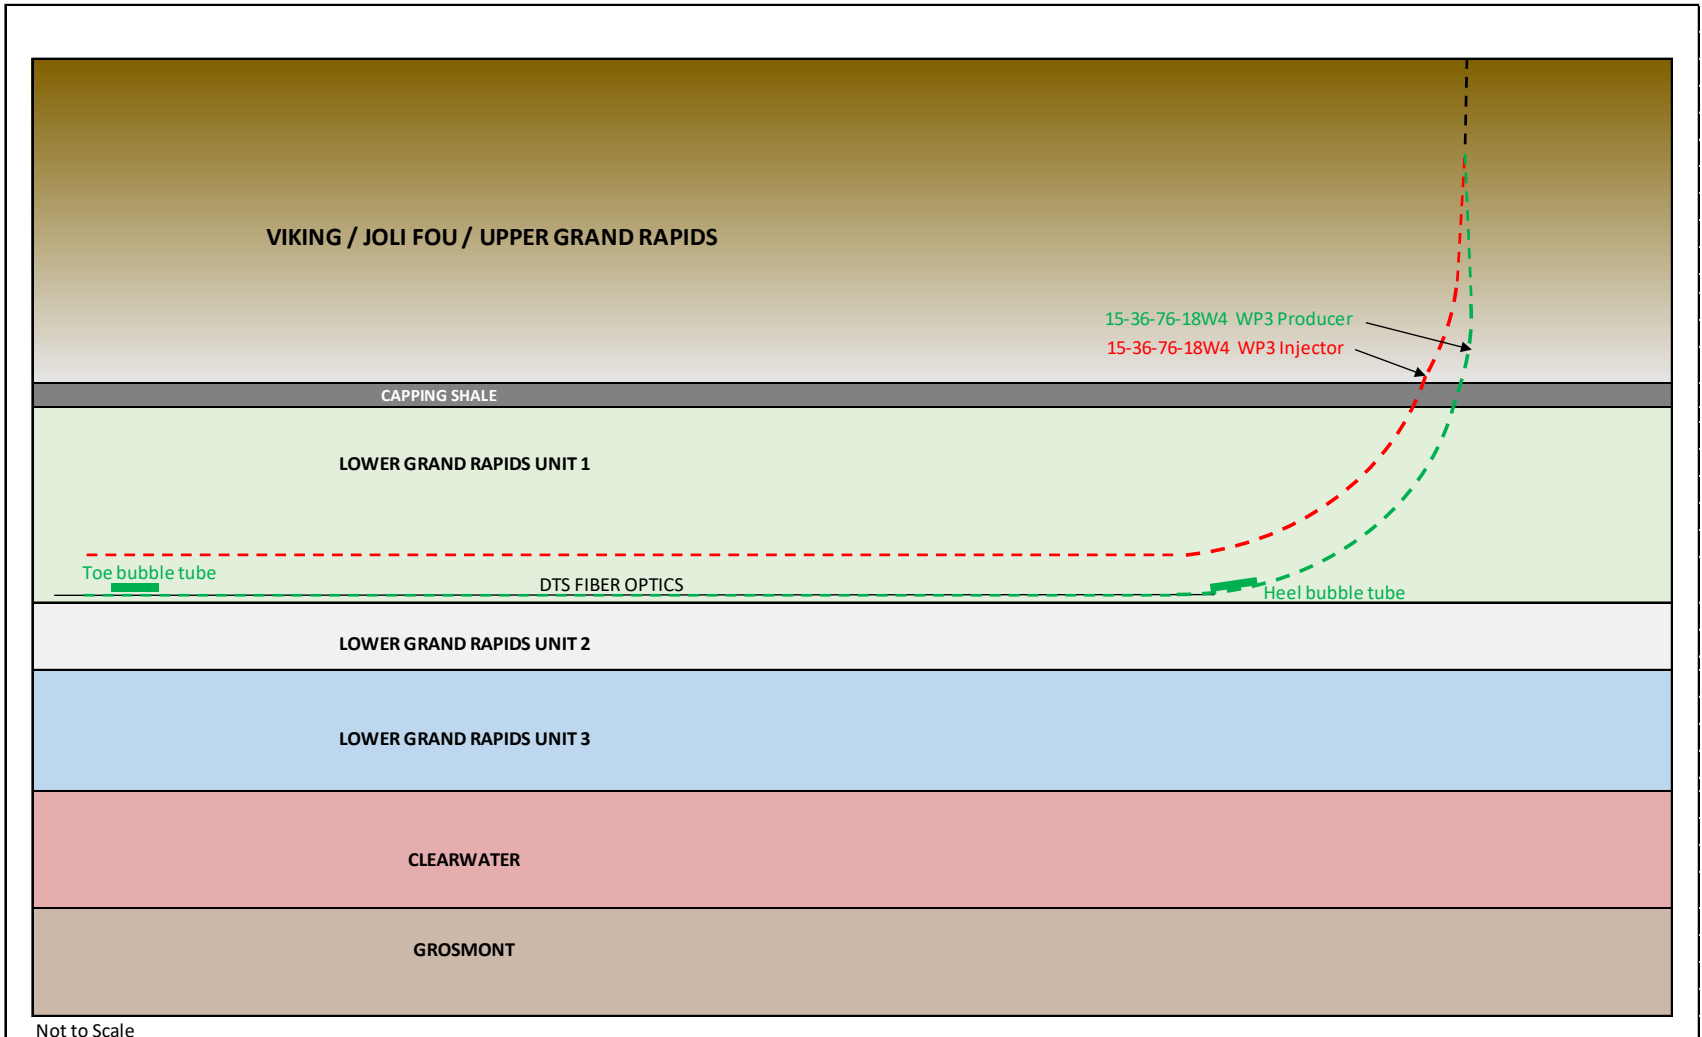 VIKING / JOLI FOU / UPPER GRAND RAPIDS
15-36-76-18W4 WP3 Producer
15-36-76-18W4 WP3 Injector
CAPPING SHALE
LOWER GRAND RAPIDS UNIT 1
Toe bubble tube
DTS FIBER OPTICS
Heel bubble tube
LOWER GRAND RAPIDS UNIT 2
LOWER GRAND RAPIDS UNIT 3
CLEARWATER
GROSMONT
Not to Scale